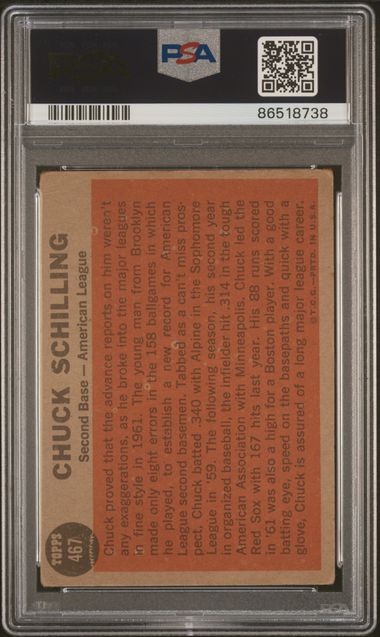 PSA
86518738
TOPPS
467
CHUCK SCHILLING
Second Base — American League
Chuck proved that the advance reports on him weren't
any exaggerations, as he broke into the major leagues
in fine style in 1961. The young man from Brooklyn
made only eight errors in the 158 ballgames in which
he played, to establish a new record for American
League second basemen. Tabbed as a can't miss pros-
pect, Chuck batted .340 with Alpine in the Sophomore
League in '59. The following season, his second year
in organized baseball, the infielder hit .314 in the tough
American Association with Minneapolis. Chuck led the
Red Sox with 167 hits last year. His 88 runs scored
in '61 was also a high for a Boston player. With a good
batting eye, speed on the basepaths and quick with a
glove, Chuck is assured of a long major league career.
© T.C.G.—PRTD. IN U.S.A.